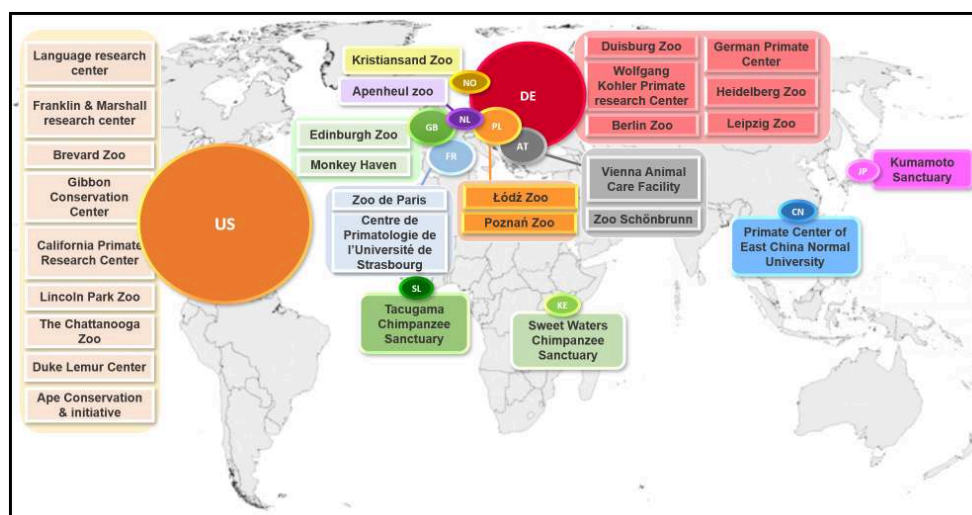 Language research
center
Franklin & Marshall
research center
Brevard Zoo
Gibbon
Conservation
Center
California Primate
Research Center
Lincoln Park Zoo
The Chattanooga
Zoo
Duke Lemur Center
Ape Conservation
& initiative
US
Kristiansand Zoo
NO
Apenheul zoo
NL
DE
Edinburgh Zoo
Monkey Haven
GB
FR
PL
AT
Duisburg Zoo
Wolfgang
Kohler Primate
research Center
Berlin Zoo
German Primate
Center
Heidelberg Zoo
Leipzig Zoo
Zoo de Paris
Centre de
Primatologie de
l'Université de
Strasbourg
Łódź Zoo
Poznań Zoo
Vienna Animal
Care Facility
Zoo Schönbrunn
JP
Kumamoto
Sanctuary
CN
Primate Center of
East China Normal
University
SL
Tacugama
Chimpanzee
Sanctuary
KE
Sweet Waters
Chimpanzee
Sanctuary